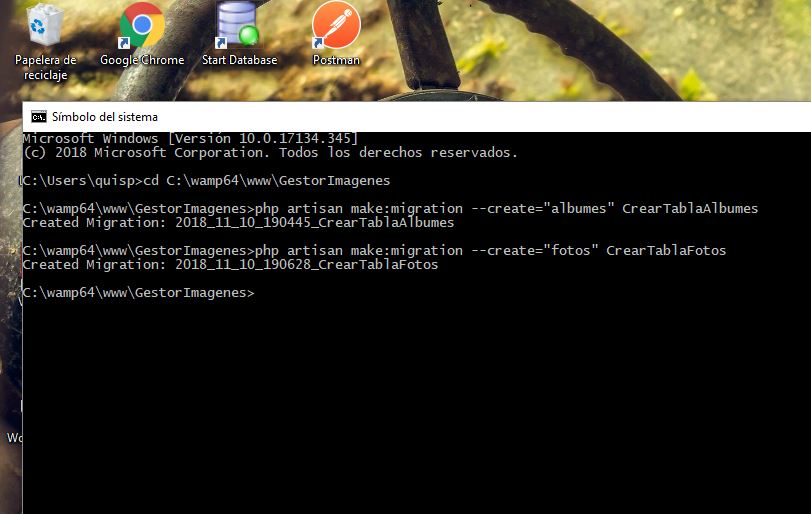 Papelera de
reciclaje
Google Chrome
Start Database
Postman
Símbolo del sistema
Microsoft Windows [Versión 10.0.17134.345]
(c) 2018 Microsoft Corporation. Todos los derechos reservados.
C:\Users\quisp>cd C:\wamp64\www\GestorImagenes
C:\wamp64\www\GestorImagenes>php artisan make:migration --create="albumes" CrearTablaAlbumes
Created Migration: 2018_11_10_190445_CrearTablaAlbumes
C:\wamp64\www\GestorImagenes>php artisan make:migration --create="fotos" CrearTablaFotos
Created Migration: 2018_11_10_190628_CrearTablaFotos
C:\wamp64\www\GestorImagenes>